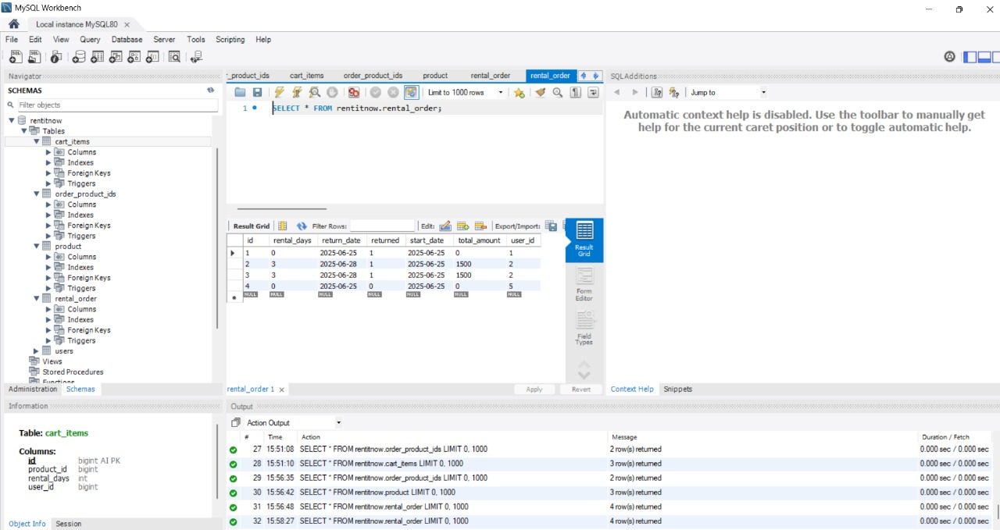 MySQL Workbench
Local instance MySQL80
File Edit View Query Database Server Tools Scripting Help
Navigator
SCHEMAS
Filter objects
rentitnow
Tables
cart_items
Columns
Indexes
Foreign Keys
Triggers
order_product_ids
Columns
Indexes
Foreign Keys
Triggers
product
Columns
Indexes
Foreign Keys
Triggers
rental_order
Columns
Indexes
Foreign Keys
Triggers
users
Views
Stored Procedures
Functions
Administration Schemas
Information
Table: cart_items
Columns:
id bigint AI PK
product_id bigint
rental_days int
user_id bigint
Object Info Session
_product_ids cart_items order_product_ids product rental_order rental_order
Limit to 1000 rows
1 SELECT * FROM rentitnow.rental_order;
Result Grid Filter Rows: Edit: Export/Import:
id rental_days return_date returned start_date total_amount user_id
1 0 2025-06-25 1 2025-06-25 0 1
2 3 2025-06-28 1 2025-06-25 1500 2
3 3 2025-06-28 1 2025-06-25 1500 2
4 0 2025-06-25 0 2025-06-25 0 5
NULL NULL NULL NULL NULL NULL NULL
Result
Grid
Form
Editor
Field
Types
rental_order 1 Apply Revert
SQLAdditions
Jump to
Automatic context help is disabled. Use the toolbar to manually get
help for the current caret position or to toggle automatic help.
Context Help Snippets
Output
Action Output
# Time Action Message Duration / Fetch
27 15:51:08 SELECT * FROM rentitnow.order_product_ids LIMIT 0, 1000 2 row(s) returned 0.000 sec / 0.000 sec
28 15:51:10 SELECT * FROM rentitnow.cart_items LIMIT 0, 1000 3 row(s) returned 0.000 sec / 0.000 sec
29 15:56:35 SELECT * FROM rentitnow.order_product_ids LIMIT 0, 1000 2 row(s) returned 0.000 sec / 0.000 sec
30 15:56:42 SELECT * FROM rentitnow.product LIMIT 0, 1000 3 row(s) returned 0.000 sec / 0.000 sec
31 15:56:48 SELECT * FROM rentitnow.rental_order LIMIT 0, 1000 4 row(s) returned 0.000 sec / 0.000 sec
32 15:58:27 SELECT * FROM rentitnow.rental_order LIMIT 0, 1000 4 row(s) returned 0.000 sec / 0.000 sec